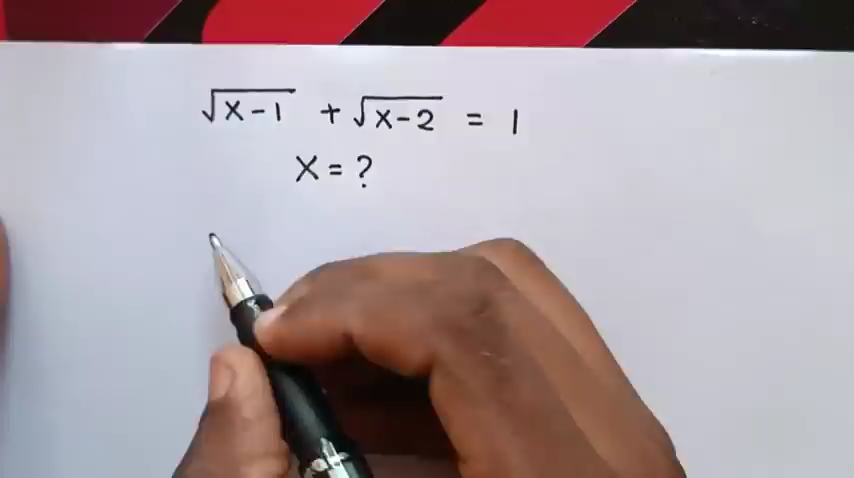 √x-1 + √x-2 = 1
x = ?